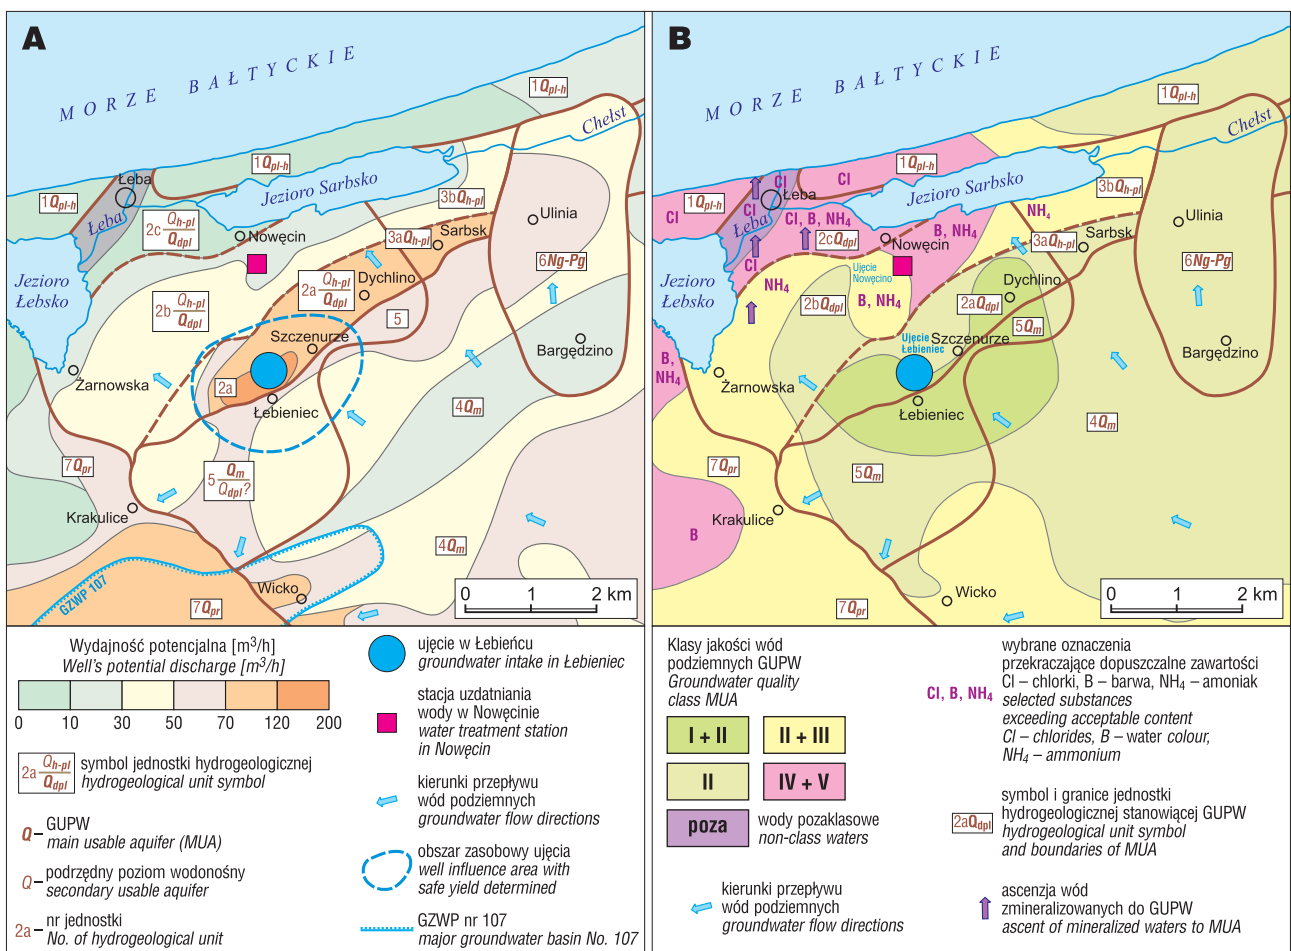 A
MORZE BAŁTYCKIE
1Qpl-h
Chełst
Łeba
1Qpl-h
1Qpl-h
Jezioro Sarbsko
Łeba
2c Qh-pl
Qdpl
3bQh-pl
Ulinia
Nowęcin
3aQh-pl
Sarbsk
Jezioro
Łebsko
6Ng-Pg
2a Qh-pl
Qdpl
Dychlino
2b Qh-pl
Qdpl
5
Szczenurze
Bargędzino
Żarnowska
2a
Łebieniec
4Qm
7Qpr
5 Qm
Qdpl?
Krakulice
4Qm
GZWP 107
Wicko
7Qpr
0 1 2 km
B
MORZE BAŁTYCKIE
1Qpl-h
Chełst
1Qpl-h
Cl
Cl
Łeba
3bQh-pl
1Qpl-h
Cl
Cl
Jezioro Sarbsko
NH4
Ulinia
Łeba
Cl, B, NH4
B, NH4
2cQdpl
Nowęcin
3aQh-pl
Sarbsk
Cl
Ujęcie
Nowęcino
6Ng-Pg
Jezioro
Łebsko
NH4
Dychlino
2bQdpl
B, NH4
2aQdpl
5Qm
Ujęcie
Łebieniec
Szczenurze
Bargędzino
B,
NH4
Żarnowska
Łebieniec
4Qm
7Qpr
5Qm
Krakulice
B
Wicko
7Qpr
0 1 2 km
Wydajność potencjalna [m3/h]
Well's potential discharge [m3/h]
0 10 30 50 70 120 200
2a Qh-pl
Qdpl
symbol jednostki hydrogeologicznej
hydrogeological unit symbol
Q – GUPW
main usable aquifer (MUA)
Q – podrzędny poziom wodonośny
secondary usable aquifer
2a – nr jednostki
No. of hydrogeological unit
ujęcie w Łebieńcu
groundwater intake in Łebieniec
stacja uzdatniania
wody w Nowęcinie
water treatment station
in Nowęcin
kierunki przepływu
wód podziemnych
groundwater flow directions
obszar zasobowy ujęcia
well influence area with
safe yield determined
GZWP nr 107
major groundwater basin No. 107
Klasy jakości wód
podziemnych GUPW
Groundwater quality
class MUA
I + II
II + III
II
IV + V
poza
wody pozaklasowe
non-class waters
kierunki przepływu
wód podziemnych
groundwater flow directions
Cl, B, NH4
wybrane oznaczenia
przekraczające dopuszczalne zawartości
Cl – chlorki, B – barwa, NH4 – amoniak
selected substances
exceeding acceptable content
Cl – chlorides, B – water colour,
NH4 – ammonium
2aQdpl
symbol i granice jednostki
hydrogeologicznej stanowiącej GUPW
hydrogeological unit symbol
and boundaries of MUA
ascenzja wód
zmineralizowanych do GUPW
ascent of mineralized waters to MUA